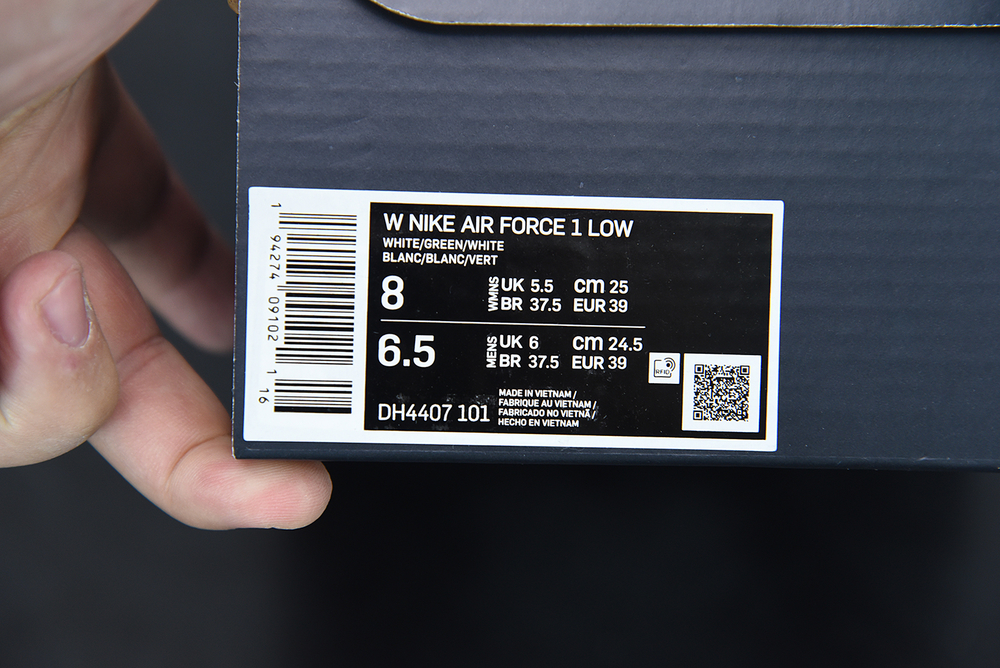 W NIKE AIR FORCE 1 LOW
WHITE/GREEN/WHITE
BLANC/BLANC/VERT
8
WMNS
UK 5.5 cm 25
BR 37.5 EUR 39
6.5
MENS
UK 6 cm 24.5
BR 37.5 EUR 39
RFID
DH4407 101
MADE IN VIETNAM /
FABRIQUE AU VIETNAM /
FABRICADO NO VIETNÃ /
HECHO EN VIETNAM
1 94274 09102 1 16